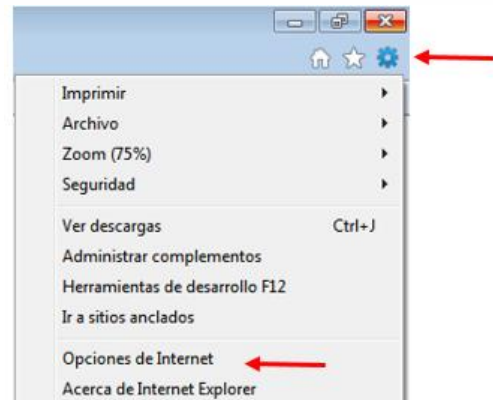 Imprimir
Archivo
Zoom (75%)
Seguridad
Ver descargas Ctrl+J
Administrar complementos
Herramientas de desarrollo F12
Ir a sitios anclados
Opciones de Internet
Acerca de Internet Explorer